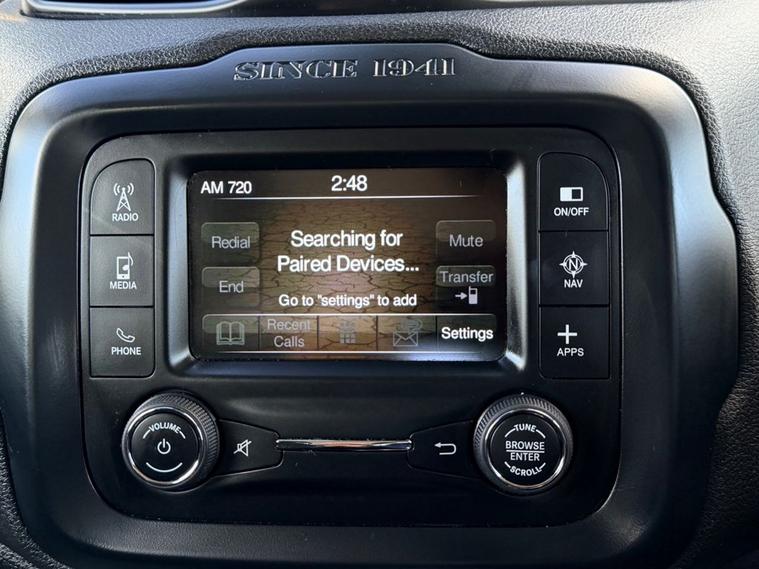 SINCE 1941
AM 720
2:48
RADIO
ON/OFF
Redial
Searching for
Paired Devices...
Mute
MEDIA
End
Transfer
NAV
Go to "settings" to add
PHONE
Recent
Calls
Settings
APPS
VOLUME
TUNE
BROWSE
ENTER
SCROLL
N